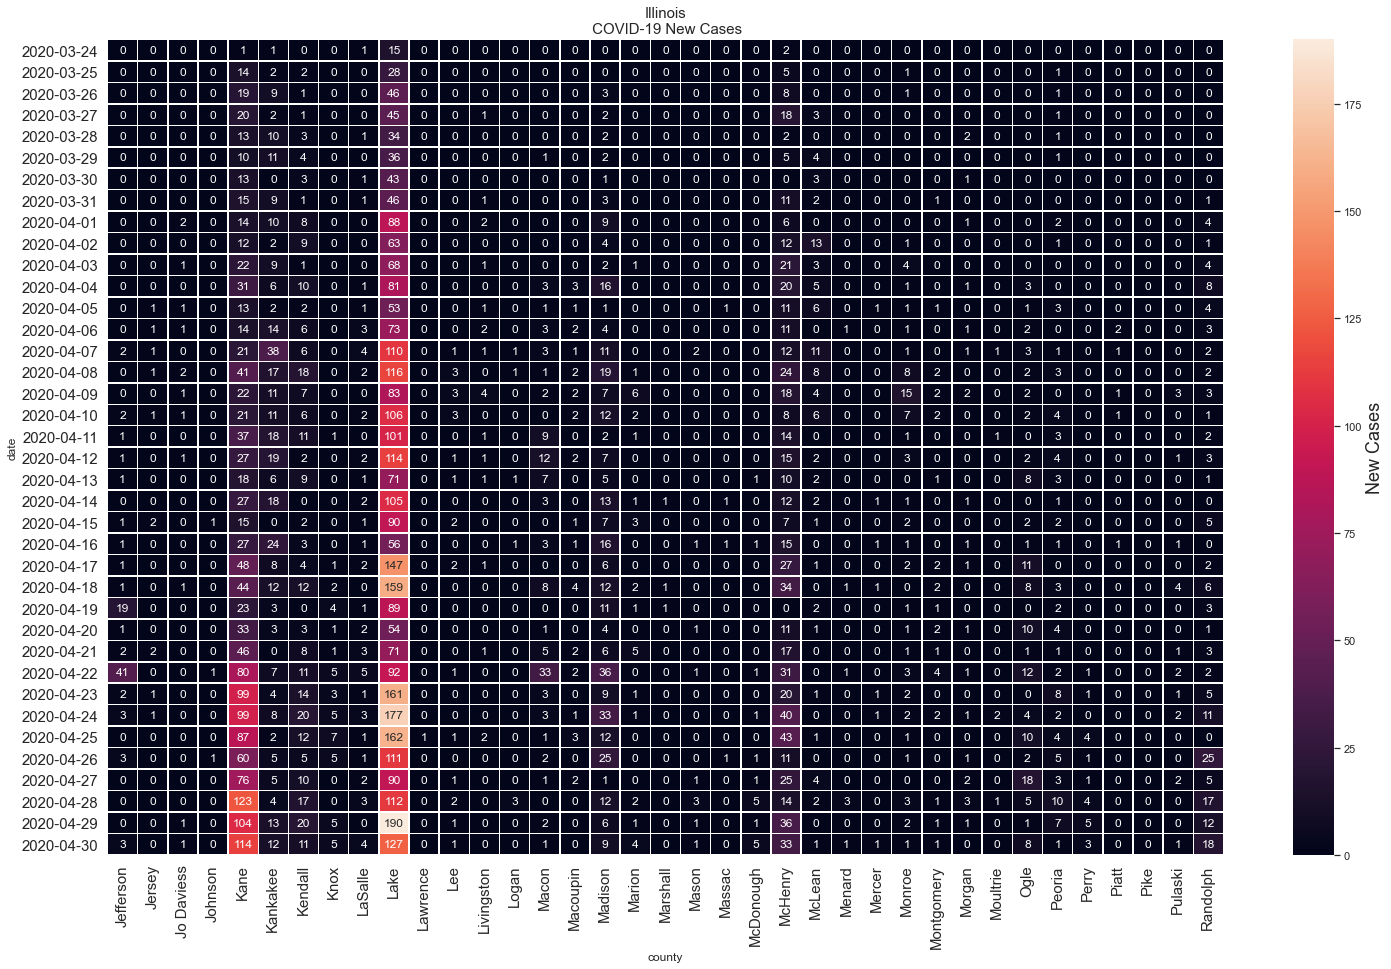 Illinois
COVID-19 New Cases
2020-03-24 0 0 0 0 1 1 0 0 1 15 0 0 0 0 0 0 0 0 0 0 0 0 2 0 0 0 0 0 0 0 0 0 0 0 0 0 0
2020-03-25 0 0 0 0 14 2 2 0 0 28 0 0 0 0 0 0 0 0 0 0 0 0 5 0 0 0 1 0 0 0 0 1 0 0 0 0 0
2020-03-26 0 0 0 0 19 9 1 0 0 46 0 0 0 0 0 0 3 0 0 0 0 0 8 0 0 0 1 0 0 0 0 1 0 0 0 0 0
2020-03-27 0 0 0 0 20 2 1 0 0 45 0 0 1 0 0 0 2 0 0 0 0 0 18 3 0 0 0 0 0 0 0 1 0 0 0 0 0
2020-03-28 0 0 0 0 13 10 3 0 1 34 0 0 0 0 0 0 2 0 0 0 0 0 2 0 0 0 0 0 2 0 0 1 0 0 0 0 0
2020-03-29 0 0 0 0 10 11 4 0 0 36 0 0 0 0 1 0 2 0 0 0 0 0 5 4 0 0 0 0 0 0 0 1 0 0 0 0 0
2020-03-30 0 0 0 0 13 0 3 0 1 43 0 0 0 0 0 0 1 0 0 0 0 0 0 3 0 0 0 0 1 0 0 0 0 0 0 0 0
2020-03-31 0 0 0 0 15 9 1 0 1 46 0 0 1 0 0 0 3 0 0 0 0 0 11 2 0 0 0 1 0 0 0 0 0 0 0 0 1
2020-04-01 0 0 2 0 14 10 8 0 0 88 0 0 2 0 0 0 9 0 0 0 0 0 6 0 0 0 0 0 1 0 0 2 0 0 0 0 4
2020-04-02 0 0 0 0 12 2 9 0 0 63 0 0 0 0 0 0 4 0 0 0 0 0 12 13 0 0 1 0 0 0 0 1 0 0 0 0 1
2020-04-03 0 0 1 0 22 9 1 0 0 68 0 0 1 0 0 0 2 1 0 0 0 0 21 3 0 0 4 0 0 0 0 0 0 0 0 0 4
2020-04-04 0 0 0 0 31 6 10 0 1 81 0 0 0 0 3 3 16 0 0 0 0 0 20 5 0 0 1 0 1 0 3 0 0 0 0 0 8
2020-04-05 0 1 1 0 13 2 2 0 1 53 0 0 1 0 1 1 1 0 0 0 1 0 11 6 0 1 1 1 0 0 1 3 0 0 0 0 4
2020-04-06 0 1 1 0 14 14 6 0 3 73 0 0 2 0 3 2 4 0 0 0 0 0 11 0 1 0 1 0 1 0 2 0 0 2 0 0 3
2020-04-07 2 1 0 0 21 38 6 0 4 110 0 1 1 1 3 1 11 0 0 2 0 0 12 11 0 0 1 0 1 1 3 1 0 1 0 0 2
2020-04-08 0 1 2 0 41 17 18 0 2 116 0 3 0 1 1 2 19 1 0 0 0 0 24 8 0 0 8 2 0 0 2 3 0 0 0 0 2
2020-04-09 0 0 1 0 22 11 7 0 0 83 0 3 4 0 2 2 7 6 0 0 0 0 18 4 0 0 15 2 2 0 2 0 0 1 0 3 3
2020-04-10 2 1 1 0 21 11 6 0 2 106 0 3 0 0 0 2 12 2 0 0 0 0 8 6 0 0 7 2 0 0 2 4 0 1 0 0 1
2020-04-11 1 0 0 0 37 18 11 1 0 101 0 0 1 0 9 0 2 1 0 0 0 0 14 0 0 0 1 0 0 1 0 3 0 0 0 0 2
2020-04-12 1 0 1 0 27 19 2 0 2 114 0 1 1 0 12 2 7 0 0 0 0 0 15 2 0 0 3 0 0 0 2 4 0 0 0 1 3
2020-04-13 1 0 0 0 18 6 9 0 1 71 0 1 1 1 7 0 5 0 0 0 0 1 10 2 0 0 0 1 0 0 8 3 0 0 0 0 1
2020-04-14 0 0 0 0 27 18 0 0 2 105 0 0 0 0 3 0 13 1 1 0 1 0 12 2 0 1 1 0 1 0 0 1 0 0 0 0 0
2020-04-15 1 2 0 1 15 0 2 0 1 90 0 2 0 0 0 1 7 3 0 0 0 0 7 1 0 0 2 0 0 0 2 2 0 0 0 0 5
2020-04-16 1 0 0 0 27 24 3 0 1 56 0 0 0 1 3 1 16 0 0 1 1 1 15 0 0 1 1 0 1 0 1 1 0 1 0 1 0
2020-04-17 1 0 0 0 48 8 4 1 2 147 0 2 1 0 0 0 6 0 0 0 0 0 27 1 0 0 2 2 1 0 11 0 0 0 0 0 2
2020-04-18 1 0 1 0 44 12 12 2 0 159 0 0 0 0 8 4 12 2 1 0 0 0 34 0 1 1 0 2 0 0 8 3 0 0 0 4 6
2020-04-19 19 0 0 0 23 3 0 4 1 89 0 0 0 0 0 0 11 1 1 0 0 0 0 2 0 0 1 1 0 0 0 2 0 0 0 0 3
2020-04-20 1 0 0 0 33 3 3 1 2 54 0 0 0 0 1 0 4 0 0 1 0 0 11 1 0 0 1 2 1 0 10 4 0 0 0 0 1
2020-04-21 2 2 0 0 46 0 8 1 3 71 0 0 1 0 5 2 6 5 0 0 0 0 17 1 0 0 0 1 0 0 1 1 0 0 0 1 3
2020-04-22 41 0 0 1 80 7 11 5 5 92 0 1 0 0 33 2 36 0 0 1 0 1 31 0 1 0 3 4 1 0 12 2 1 0 0 2 2
2020-04-23 2 1 0 0 99 4 14 3 1 161 0 0 0 0 3 0 9 1 0 0 0 0 20 1 0 1 2 0 0 0 0 8 1 0 0 1 5
2020-04-24 3 1 0 0 99 8 20 5 3 177 0 0 0 0 3 1 33 1 0 0 0 1 40 0 0 1 2 2 1 2 4 2 0 0 0 2 11
2020-04-25 0 0 0 0 87 2 12 7 1 162 1 1 2 0 1 3 12 0 0 0 0 0 43 1 0 0 1 0 0 0 10 4 4 0 0 0 0
2020-04-26 3 0 0 1 60 5 5 5 1 111 0 0 0 0 2 0 25 0 0 0 1 1 11 0 0 0 0 0 1 0 2 5 1 0 0 0 25
2020-04-27 0 0 0 0 76 5 10 0 2 90 0 1 0 0 1 2 1 0 0 1 0 1 25 4 0 0 0 0 2 0 18 3 1 0 0 2 5
2020-04-28 0 0 0 0 123 4 17 0 3 112 0 2 0 3 0 0 12 2 0 3 0 5 14 2 3 0 3 1 3 1 5 10 4 0 0 0 17
2020-04-29 0 0 1 0 104 13 20 5 0 190 0 1 0 0 2 0 6 1 0 1 0 0 36 0 0 0 2 1 1 0 1 7 5 0 0 0 12
2020-04-30 3 0 1 0 114 12 11 5 4 127 0 1 0 0 1 0 9 4 0 1 0 5 33 1 1 1 1 1 0 0 8 1 3 0 0 1 18
date
Jefferson Jersey Jo Daviess Johnson Kane Kankakee Kendall Knox LaSalle Lake Lawrence Lee Livingston Logan Macon Macoupin Madison Marion Marshall Mason Massac McDonough McHenry McLean Menard Mercer Monroe Montgomery Morgan Moultrie Ogle Peoria Perry Piatt Pike Pulaski Randolph
county
175
150
125
100
75
50
25
0
New Cases